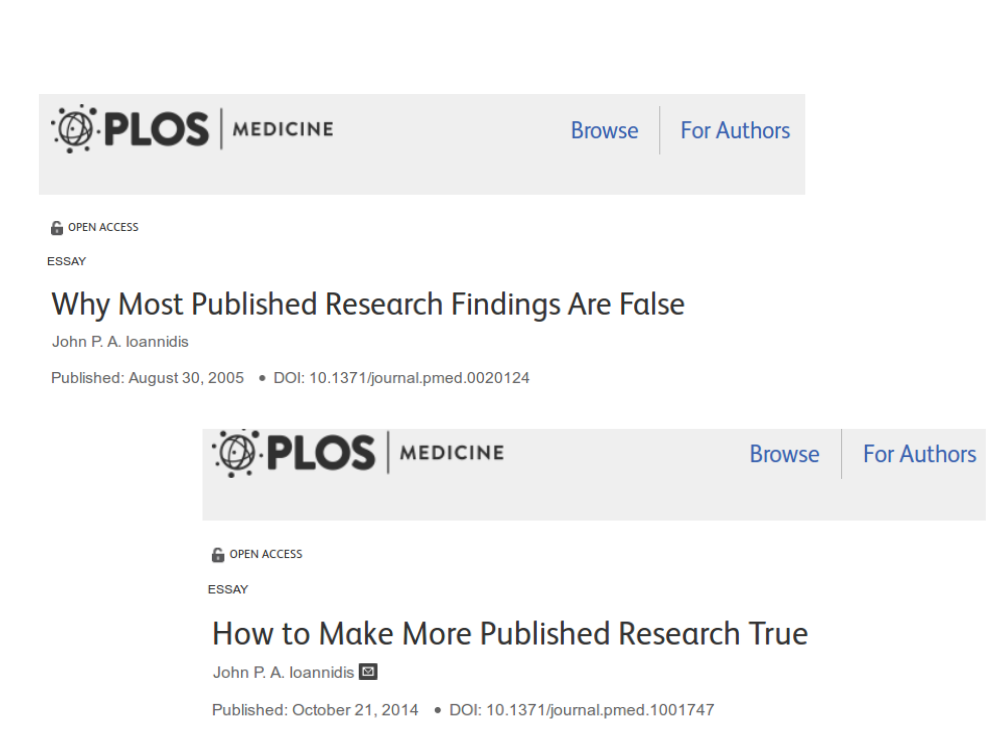 PLOS MEDICINE Browse For Authors
OPEN ACCESS
ESSAY
Why Most Published Research Findings Are False
John P. A. Ioannidis
Published: August 30, 2005 • DOI: 10.1371/journal.pmed.0020124
PLOS MEDICINE Browse For Authors
OPEN ACCESS
ESSAY
How to Make More Published Research True
John P. A. Ioannidis
Published: October 21, 2014 • DOI: 10.1371/journal.pmed.1001747